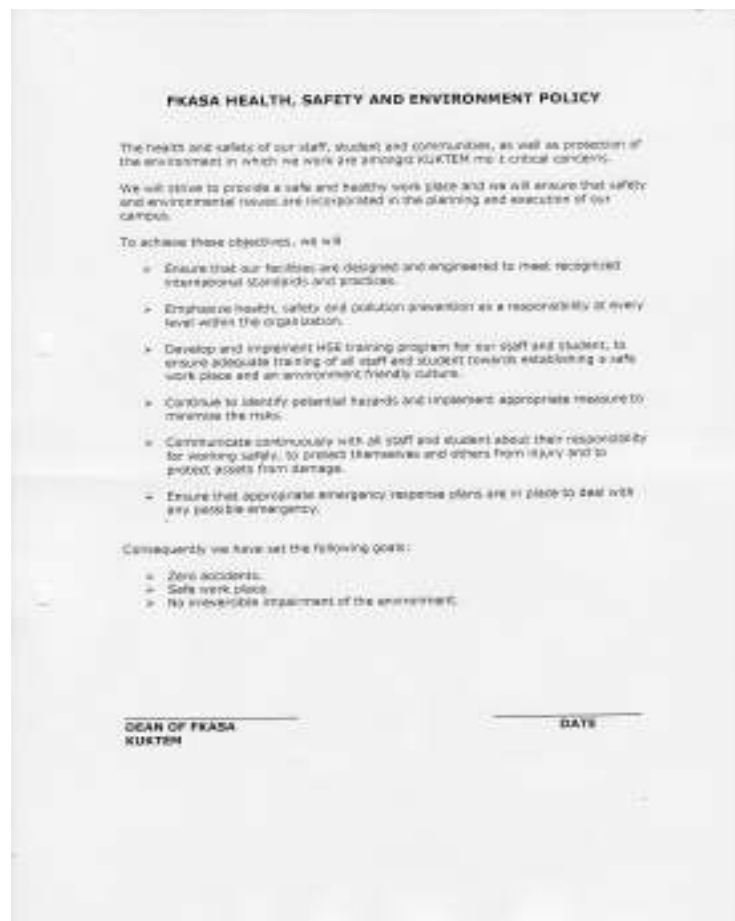 FKASA HEALTH, SAFETY AND ENVIRONMENT POLICY
The health and safety of our staff, student and communities, as well as protection of
the environment in which we work are amongst KUKTEM mo t critical concerns.
We will strive to provide a safe and healthy work place and we will ensure that safety
and environmental issues are incorporated in the planning and execution of our
campus.
To achieve these objectives, we will
➢ Ensure that our facilities are designed and engineered to meet recognized
international standards and practices.
➢ Emphasize health, safety and pollution prevention as a responsibility at every
level within the organization.
➢ Develop and implement HSE training program for our staff and student, to
ensure adequate training of all staff and student towards establishing a safe
work place and an environment friendly culture.
➢ Continue to identify potential hazards and implement appropriate measure to
minimize the risks.
➢ Communicate continuously with all staff and student about their responsibility
for working safely, to protect themselves and others from injury and to
protect assets from damage.
➢ Ensure that appropriate emergency response plans are in place to deal with
any possible emergency.
Consequently we have set the following goals:
➢ Zero accidents.
➢ Safe work place.
➢ No irreversible impairment of the environment.
DEAN OF FKASA
KUKTEM
DATE